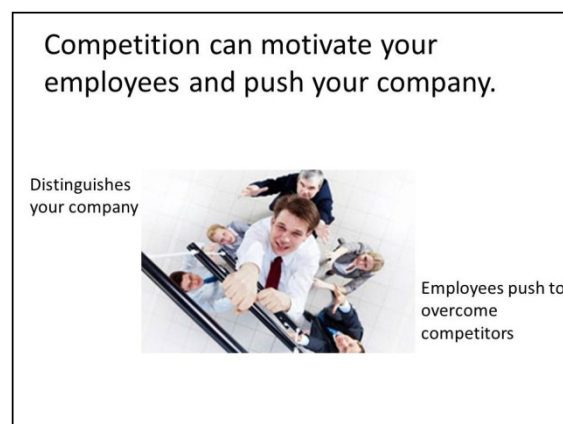 Competition can motivate your
employees and push your company.
Distinguishes
your company
Employees push to
overcome
competitors